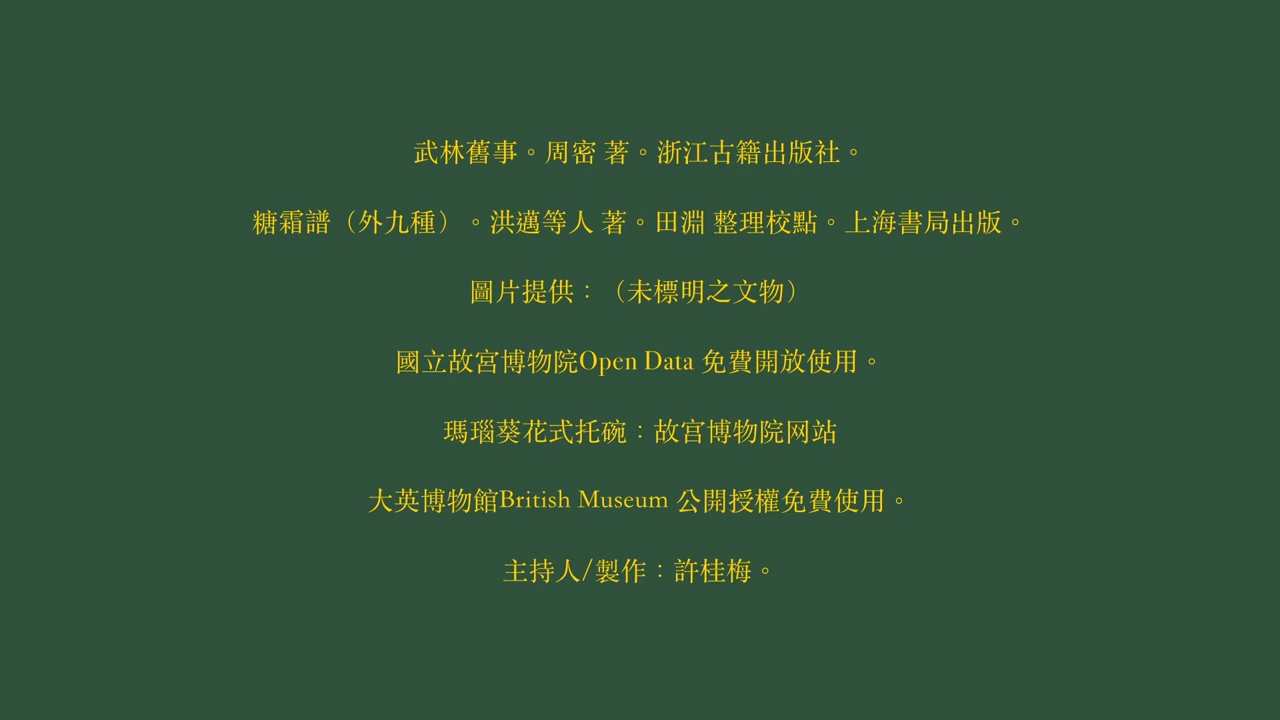 武林舊事。周密 著。浙江古籍出版社。
糖霜譜（外九種）。洪邁等人 著。田淵 整理校點。上海書局出版。
圖片提供：（未標明之文物）
國立故宮博物院Open Data 免費開放使用。
瑪瑙葵花式托碗：故宫博物院网站
大英博物館British Museum 公開授權免費使用。
主持人/製作：許桂梅。